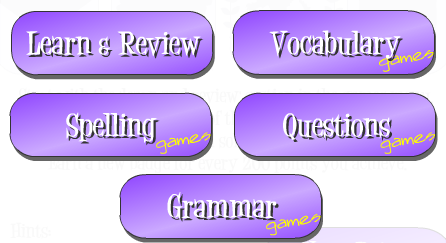 Learn & Review
Vocabulary
games
Spelling
games
Questions
games
Grammar
games